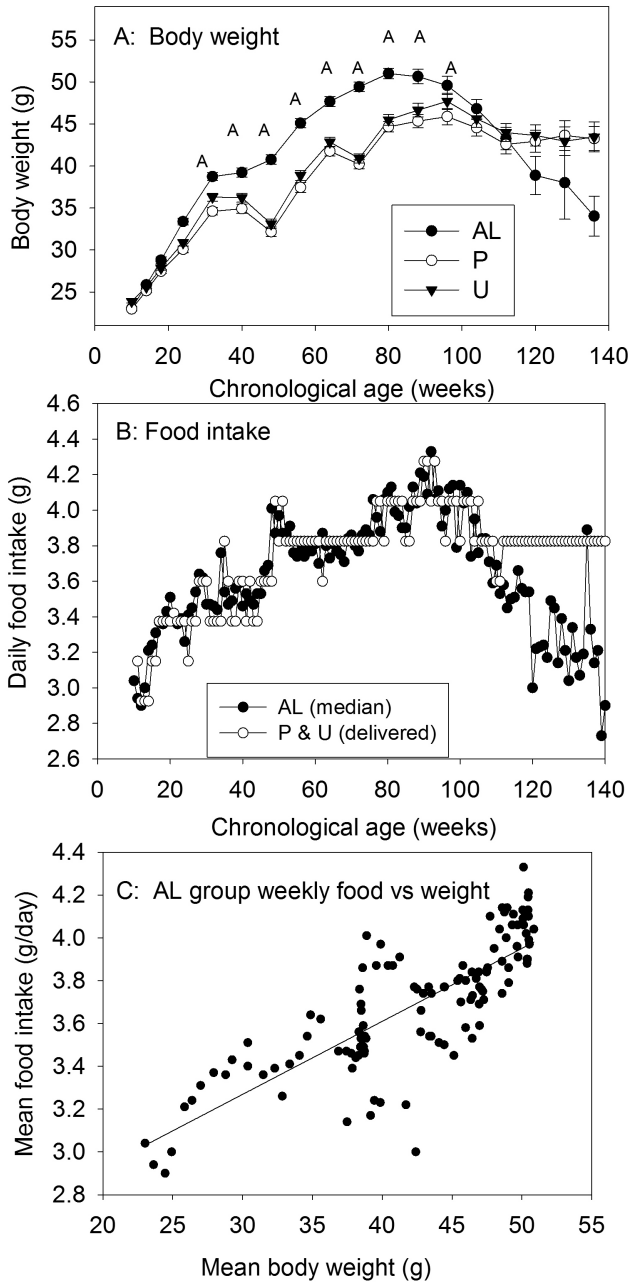 A: Body weight
55
50
45
40
35
30
25
Body weight (g)
A A A A A A A A A
AL
P
U
0 20 40 60 80 100 120 140
Chronological age (weeks)
B: Food intake
4.6
4.4
4.2
4.0
3.8
3.6
3.4
3.2
3.0
2.8
2.6
Daily food intake (g)
AL (median)
P & U (delivered)
0 20 40 60 80 100 120 140
Chronological age (weeks)
C: AL group weekly food vs weight
4.4
4.2
4.0
3.8
3.6
3.4
3.2
3.0
2.8
Mean food intake (g/day)
20 25 30 35 40 45 50 55
Mean body weight (g)